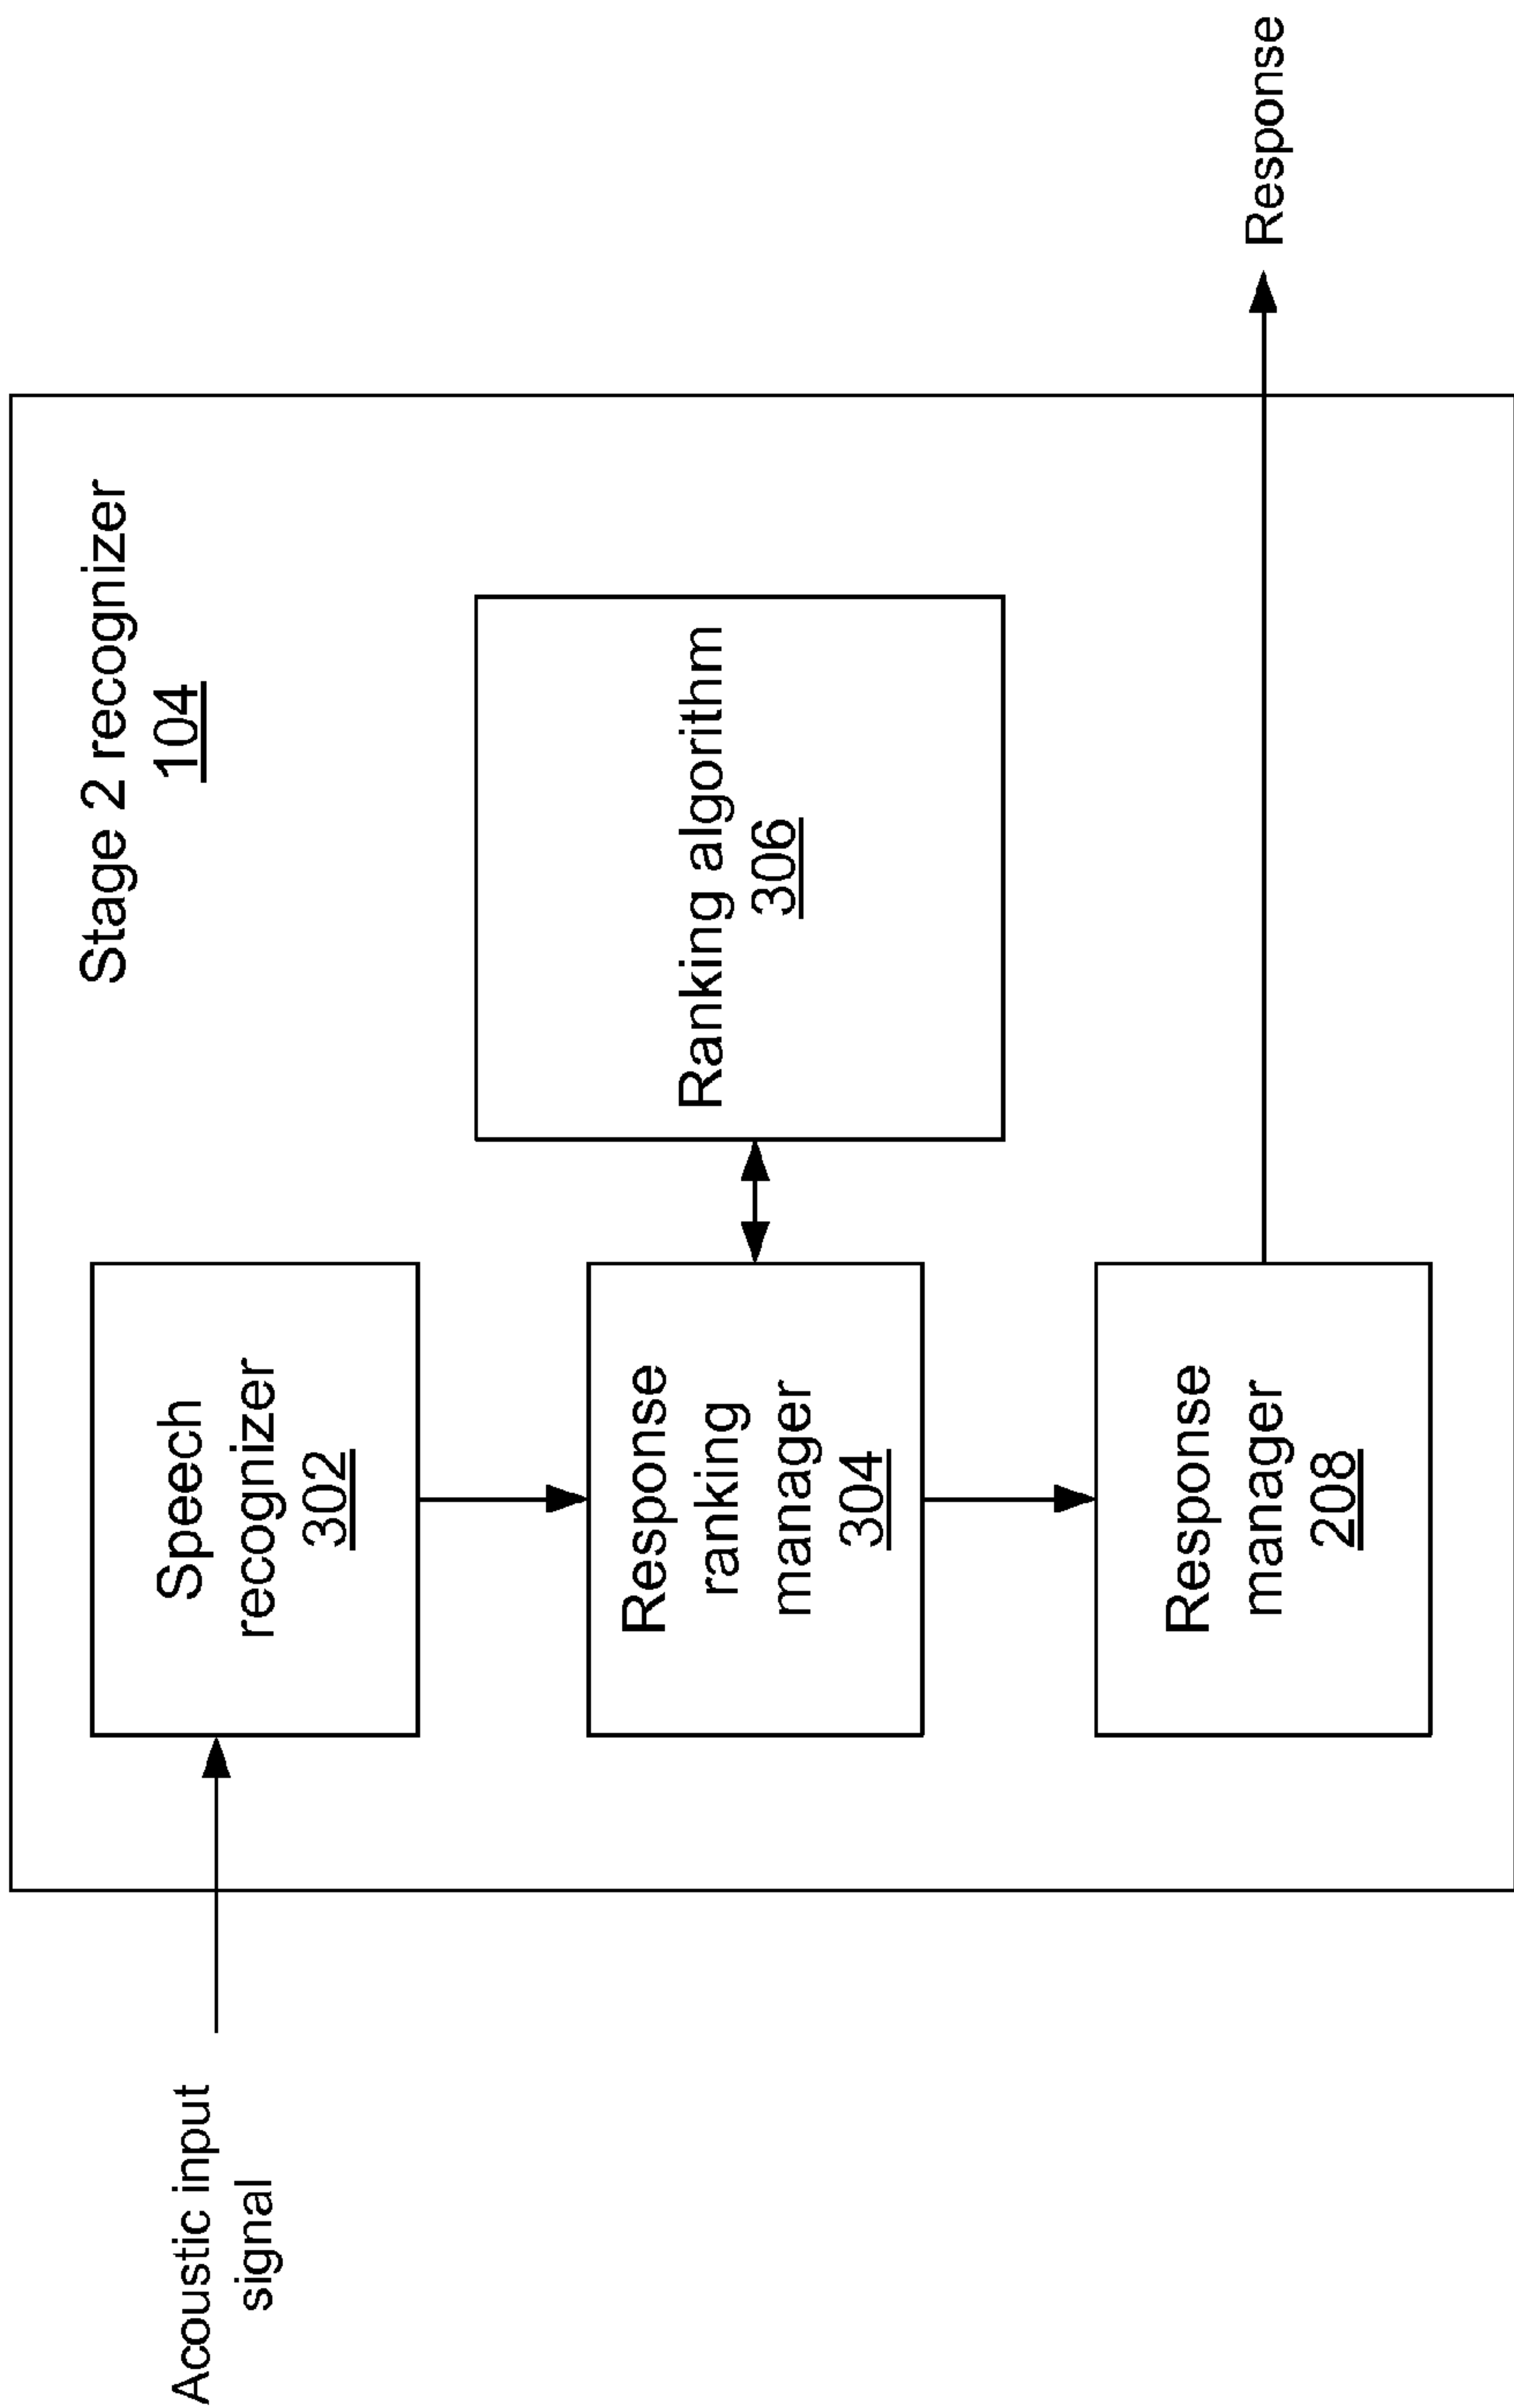 Stage 2 recognizer
104
Acoustic input
signal
Speech
recognizer
302
Response
ranking
manager
304
Ranking algorithm
306
Response
manager
208
Response